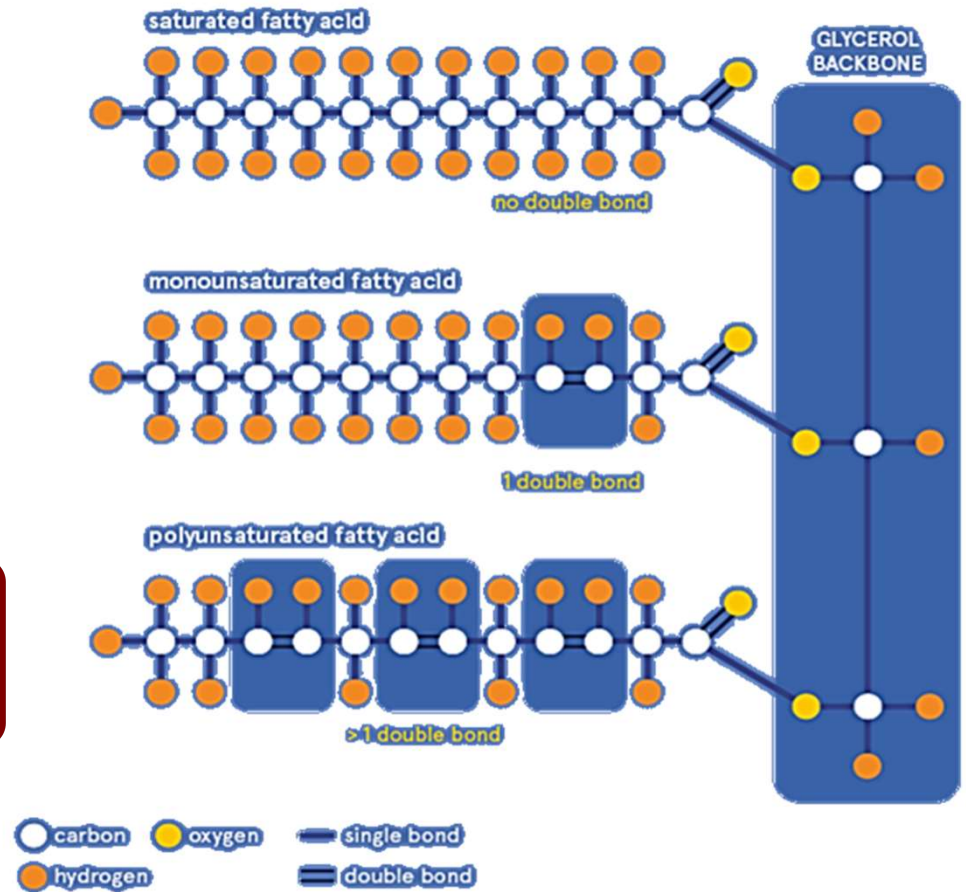 saturated fatty acid
GLYCEROL
BACKBONE
no double bond
monounsaturated fatty acid
1 double bond
polyunsaturated fatty acid
>1 double bond
carbon oxygen single bond
hydrogen double bond